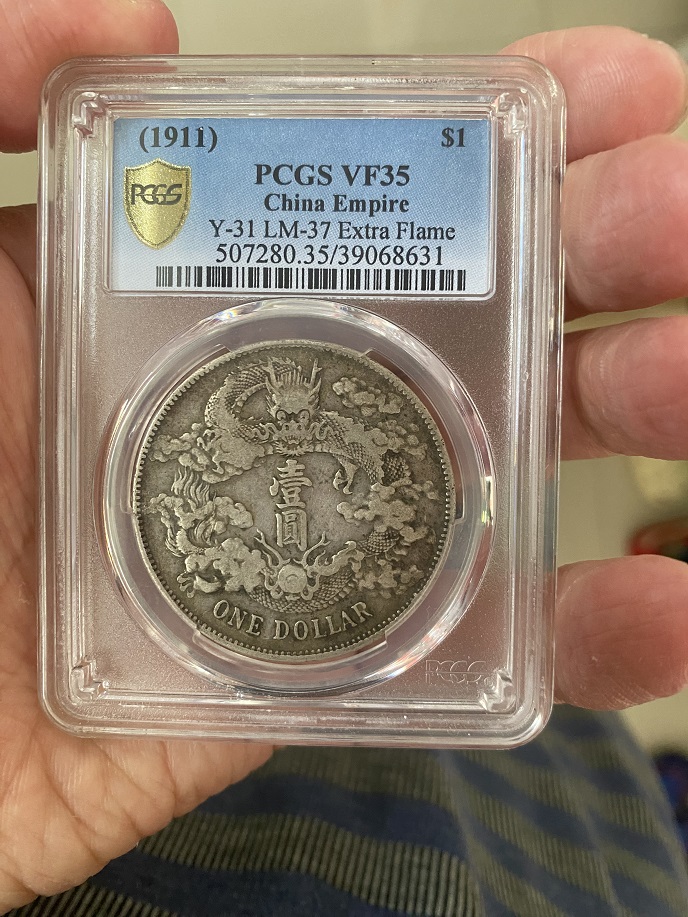 (1911) $1
PCGS
PCGS VF35
China Empire
Y-31 LM-37 Extra Flame
507280.35/39068631
壹
圓
ONE DOLLAR
PCGS